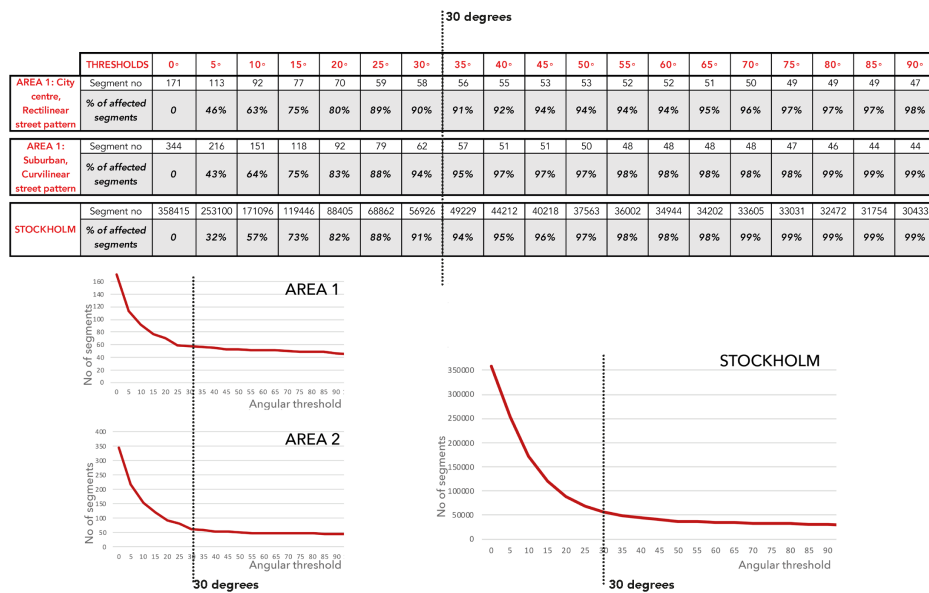 30 degrees
THRESHOLDS 0° 5° 10° 15° 20° 25° 30° 35° 40° 45° 50° 55° 60° 65° 70° 75° 80° 85° 90°
AREA 1: City centre, Rectilinear street pattern
Segment no 171 113 92 77 70 59 58 56 55 53 53 52 52 51 50 49 49 49 47
% of affected segments 0 46% 63% 75% 80% 89% 90% 91% 92% 94% 94% 94% 94% 95% 96% 97% 97% 97% 98%
AREA 1: Suburban, Curvilinear street pattern
Segment no 344 216 151 118 92 79 62 57 51 51 50 48 48 48 48 47 46 44 44
% of affected segments 0 43% 64% 75% 83% 88% 94% 95% 97% 97% 97% 98% 98% 98% 98% 98% 99% 99% 99%
STOCKHOLM
Segment no 358415 253100 171096 119446 88405 68862 56926 49229 44212 40218 37563 36002 34944 34202 33605 33031 32472 31754 30433
% of affected segments 0 32% 57% 73% 82% 88% 91% 94% 95% 96% 97% 98% 98% 98% 99% 99% 99% 99% 99%
AREA 1
No of segments
160
140
120
100
80
60
40
20
0
0 5 10 15 20 25 30 35 40 45 50 55 60 65 70 75 80 85 90
Angular threshold
AREA 2
No of segments
400
350
300
250
200
150
100
50
0
0 5 10 15 20 25 30 35 40 45 50 55 60 65 70 75 80 85 90
Angular threshold
30 degrees
STOCKHOLM
No of segments
350000
300000
250000
200000
150000
100000
50000
0
0 5 10 15 20 25 30 35 40 45 50 55 60 65 70 75 80 85 90
Angular threshold
30 degrees